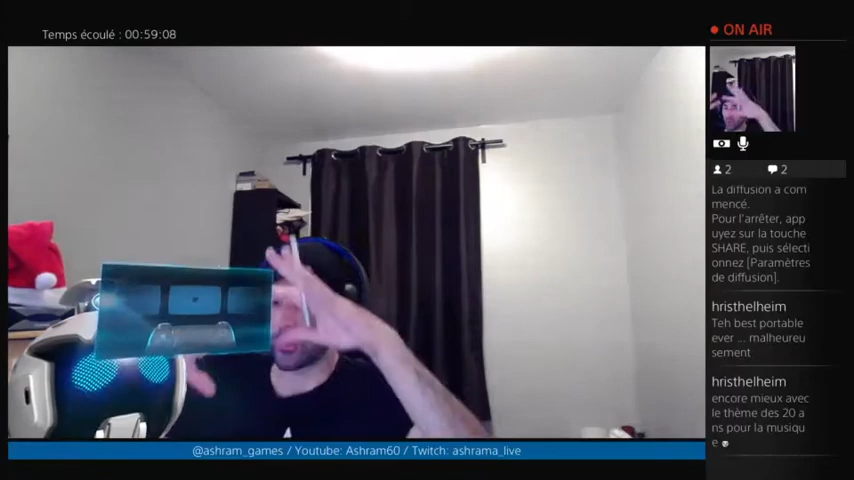 Temps écoulé : 00:59:08
ON AIR
2
2
La diffusion a com
mencé.
Pour l'arrêter, app
uyez sur la touche
SHARE, puis sélecti
onnez [Paramètres
de diffusion].
hristhelheim
Teh best portable
ever ... malheureu
sement
hristhelheim
encore mieux avec
le thème des 20 a
ns pour la musiqu
e
@ashram_games / Youtube: Ashram60 / Twitch: ashrama_live